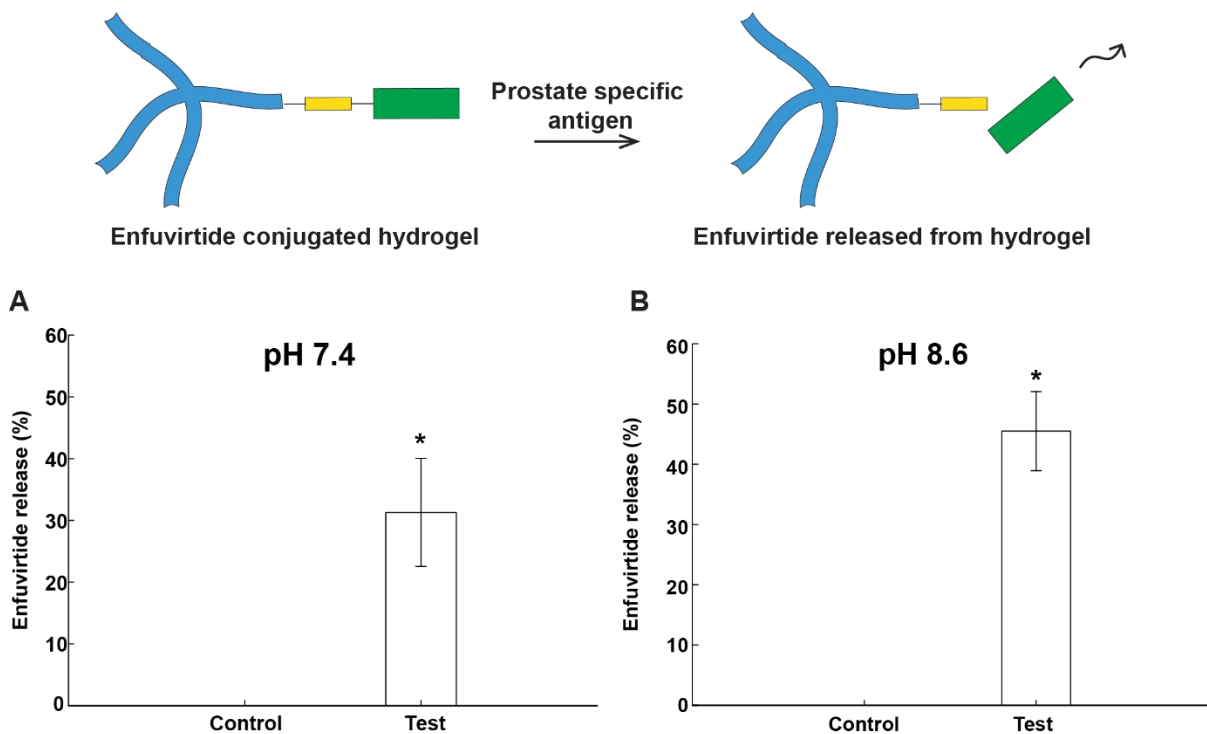 Prostate specific
antigen
Enfuvirtide conjugated hydrogel
Enfuvirtide released from hydrogel
A
pH 7.4
Enfuvirtide release (%)
60
50
40
30
20
10
0
*
Control
Test
B
pH 8.6
Enfuvirtide release (%)
60
50
40
30
20
10
0
*
Control
Test